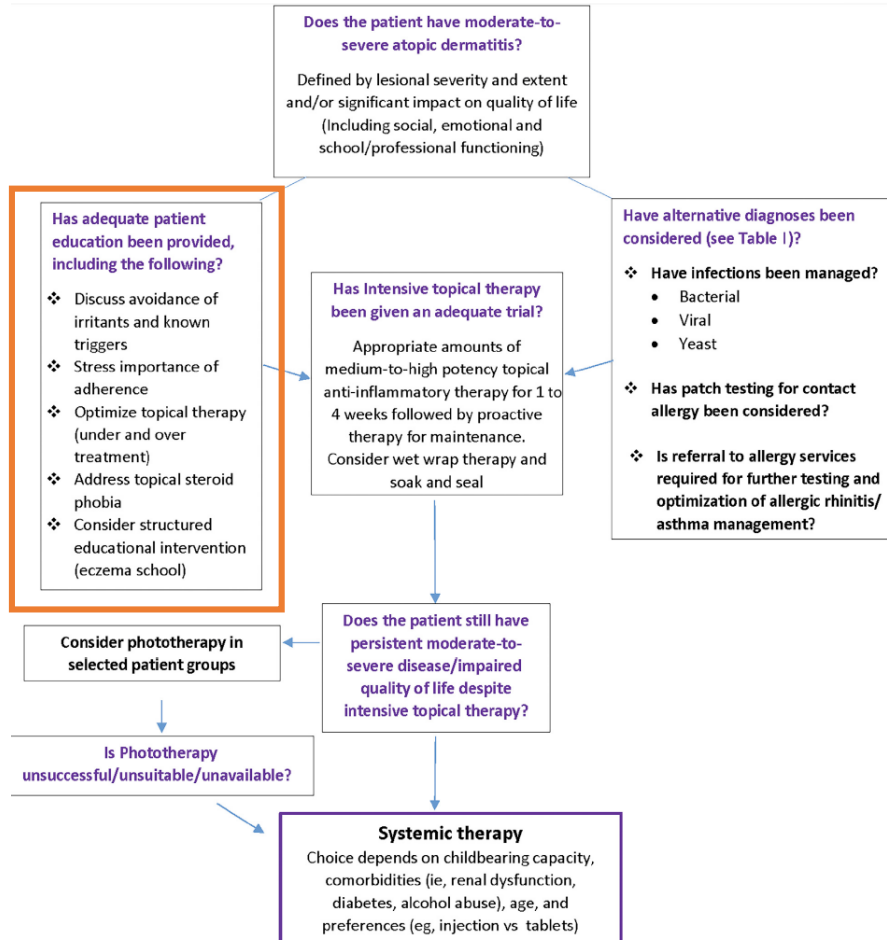 Does the patient have moderate-to-
severe atopic dermatitis?
Defined by lesional severity and extent
and/or significant impact on quality of life
(Including social, emotional and
school/professional functioning)
Has adequate patient
education been provided,
including the following?
❖ Discuss avoidance of
irritants and known
triggers
❖ Stress importance of
adherence
❖ Optimize topical therapy
(under and over
treatment)
❖ Address topical steroid
phobia
❖ Consider structured
educational intervention
(eczema school)
Has Intensive topical therapy
been given an adequate trial?
Appropriate amounts of
medium-to-high potency topical
anti-inflammatory therapy for 1 to
4 weeks followed by proactive
therapy for maintenance.
Consider wet wrap therapy and
soak and seal
Have alternative diagnoses been
considered (see Table I)?
❖ Have infections been managed?
• Bacterial
• Viral
• Yeast
❖ Has patch testing for contact
allergy been considered?
❖ Is referral to allergy services
required for further testing and
optimization of allergic rhinitis/
asthma management?
Does the patient still have
persistent moderate-to-
severe disease/impaired
quality of life despite
intensive topical therapy?
Consider phototherapy in
selected patient groups
Is Phototherapy
unsuccessful/unsuitable/unavailable?
Systemic therapy
Choice depends on childbearing capacity,
comorbidities (ie, renal dysfunction,
diabetes, alcohol abuse), age, and
preferences (eg, injection vs tablets)